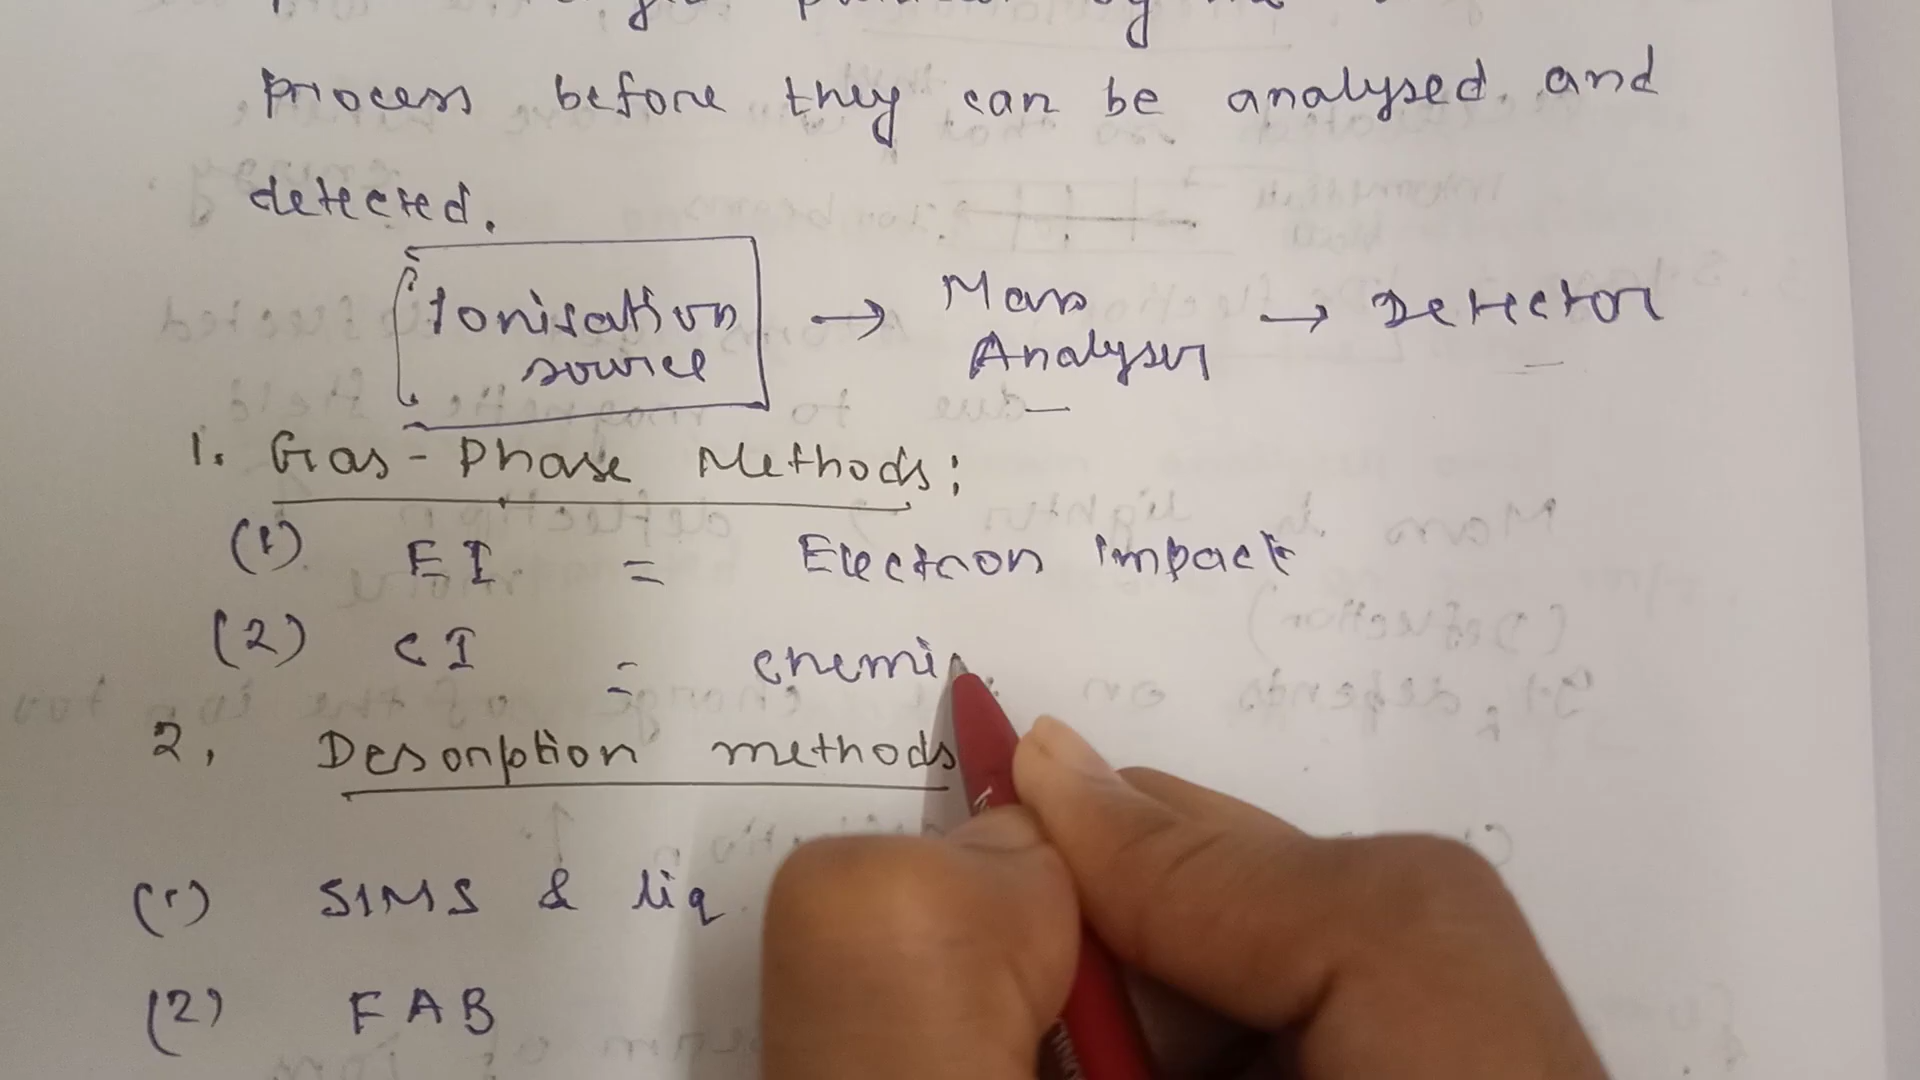 process before they can be analysed and
detected.
Ionisation source → Mass Analyser → Detector
1. Gas-Phase Methods:
(1) EI = Electron impact
(2) CI = chemi
2. Desorption methods
(1) SIMS & liq
(2) FAB